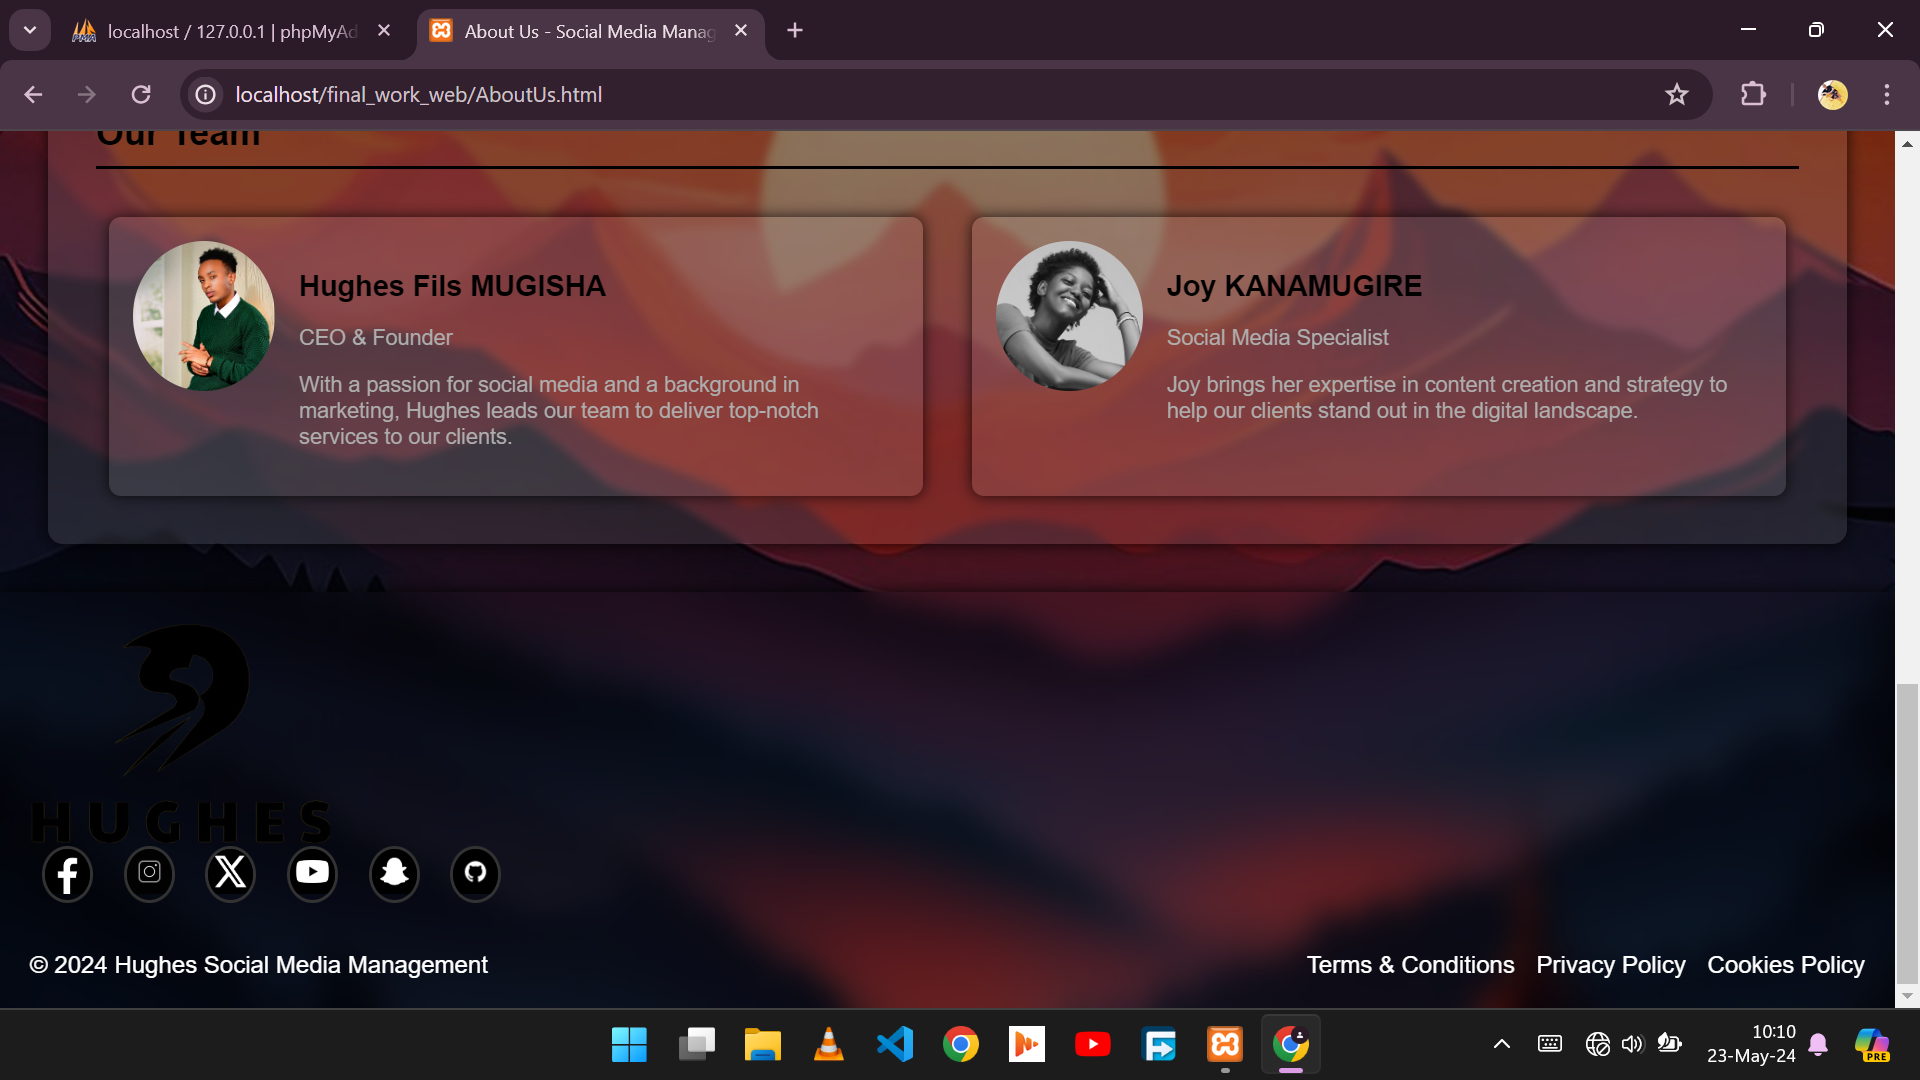 localhost / 127.0.0.1 | phpMyAd
About Us - Social Media Manag
localhost/final_work_web/AboutUs.html
Our Team
Hughes Fils MUGISHA
CEO & Founder
With a passion for social media and a background in
marketing, Hughes leads our team to deliver top-notch
services to our clients.
Joy KANAMUGIRE
Social Media Specialist
Joy brings her expertise in content creation and strategy to
help our clients stand out in the digital landscape.
HUGHES
© 2024 Hughes Social Media Management
Terms & Conditions Privacy Policy Cookies Policy
10:10
23-May-24
PRE